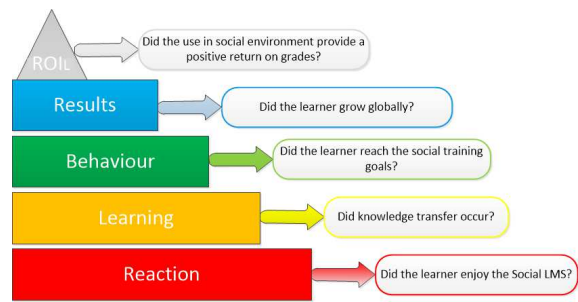 ROIL
Did the use in social environment provide a
positive return on grades?
Results
Did the learner grow globally?
Behaviour
Did the learner reach the social training
goals?
Learning
Did knowledge transfer occur?
Reaction
Did the learner enjoy the Social LMS?